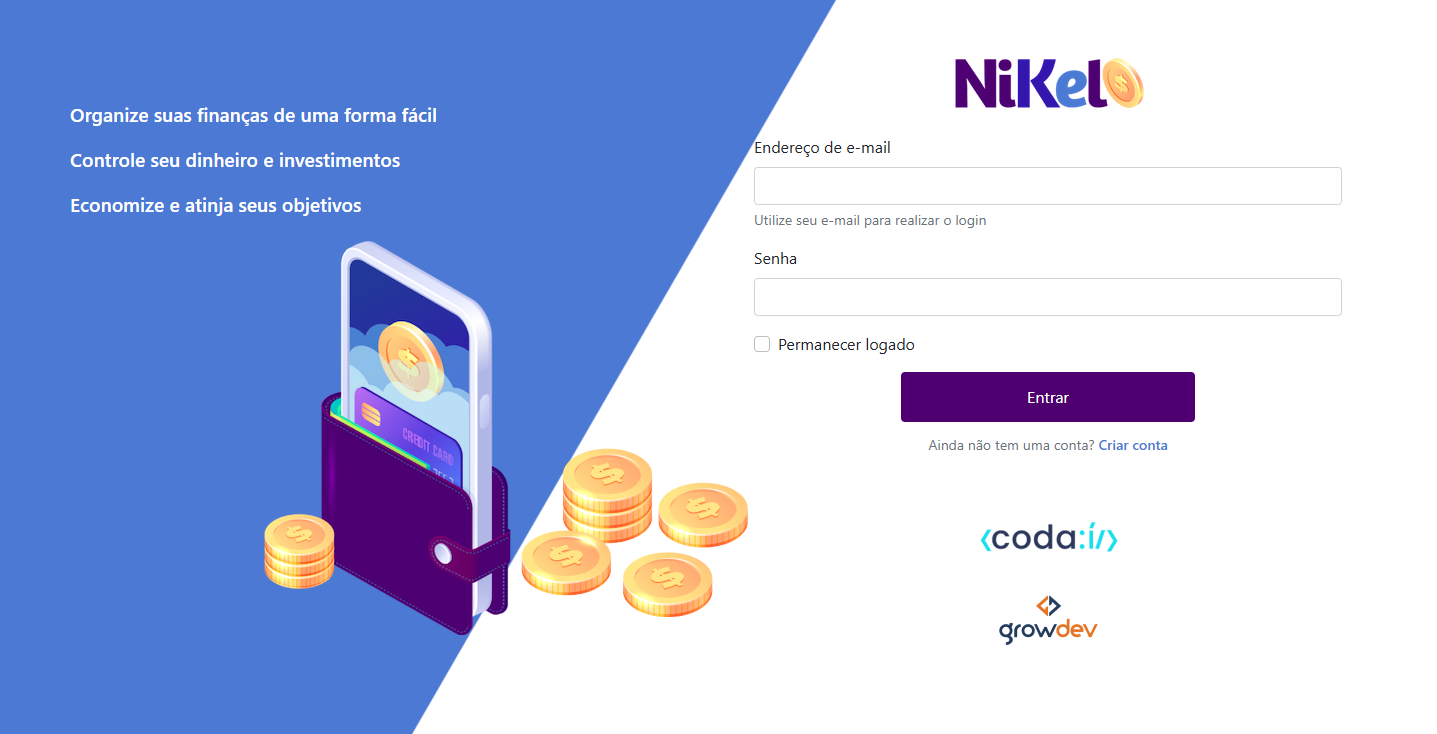 Organize suas finanças de uma forma fácil
Controle seu dinheiro e investimentos
Economize e atinja seus objetivos
CREDIT CARD
NiKel
Endereço de e-mail
Utilize seu e-mail para realizar o login
Senha
Permanecer logado
Entrar
Ainda não tem uma conta? Criar conta
<coda:í/>
growdev